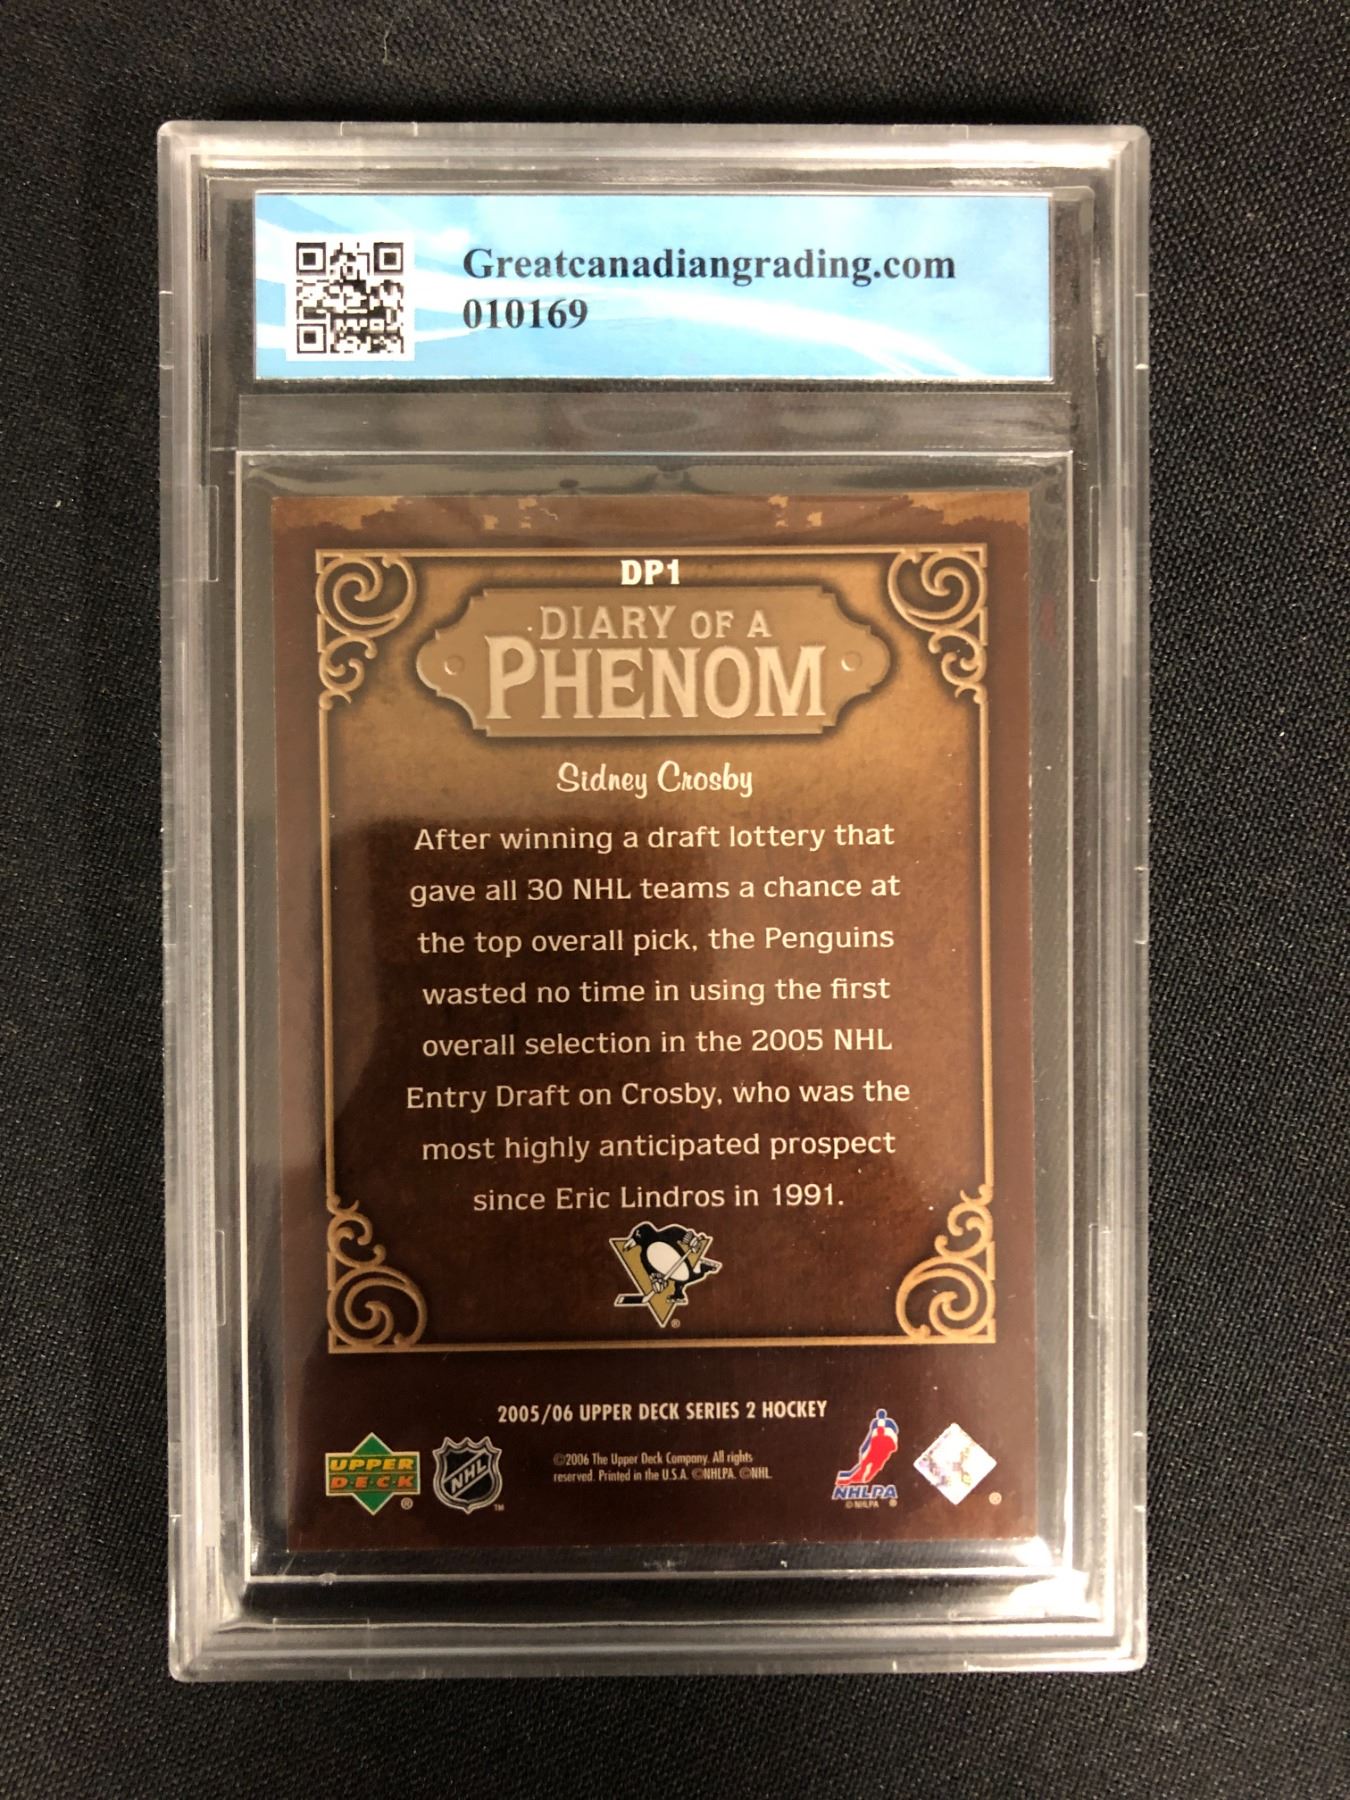 Greatcanadiangrading.com
010169
DP1
DIARY OF A
PHENOM
Sidney Crosby
After winning a draft lottery that
gave all 30 NHL teams a chance at
the top overall pick, the Penguins
wasted no time in using the first
overall selection in the 2005 NHL
Entry Draft on Crosby, who was the
most highly anticipated prospect
since Eric Lindros in 1991.
®
2005/06 UPPER DECK SERIES 2 HOCKEY
©2006 The Upper Deck Company. All rights
reserved. Printed in the U.S.A. ©NHLPA. ©NHL.
UPPER
DECK
®
NHL
TM
NHLPA
©NHLPA ®
®